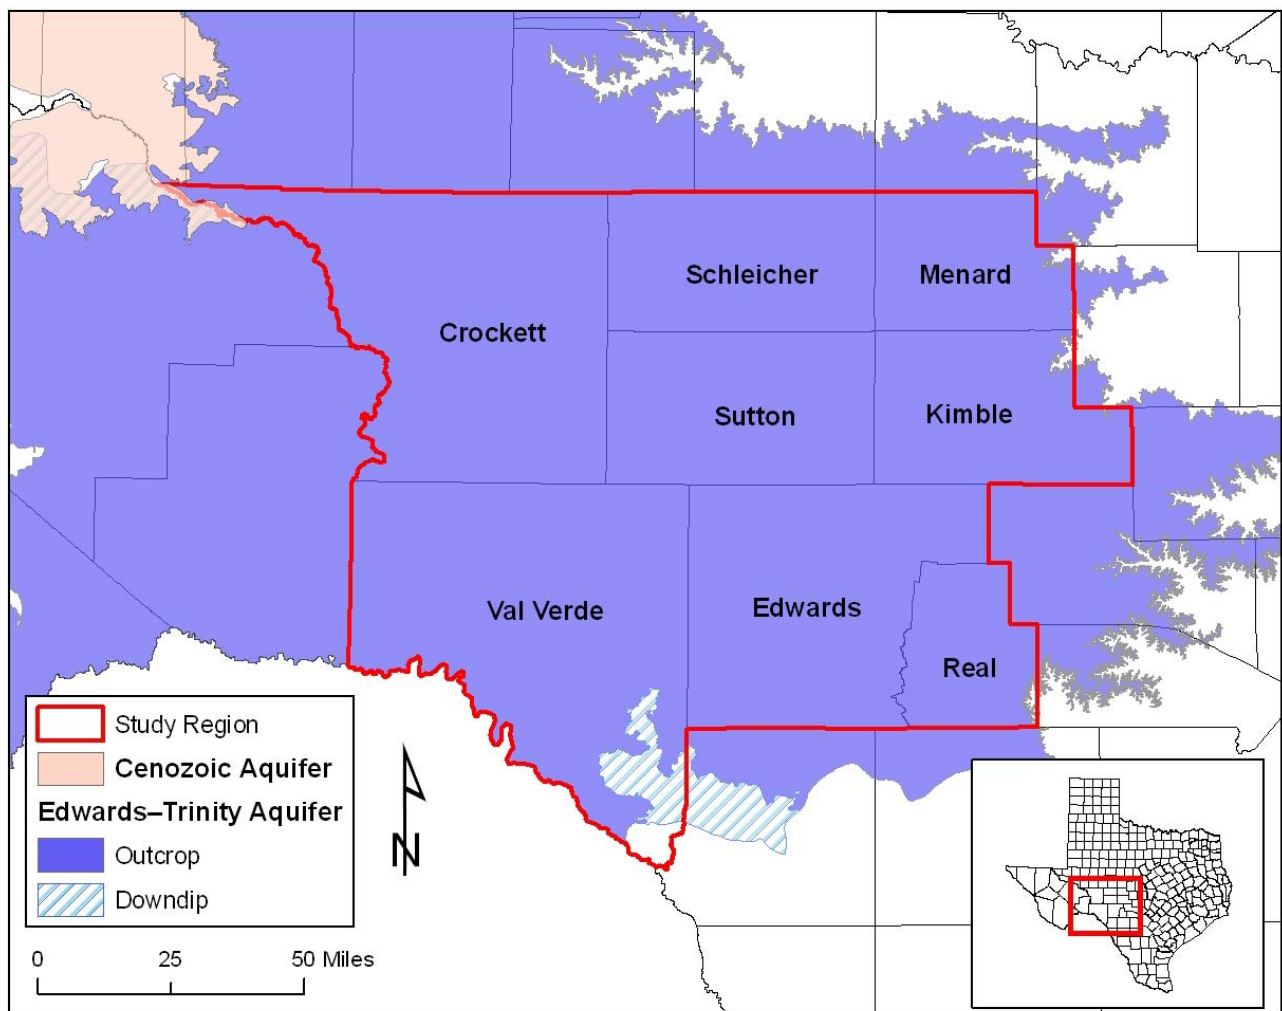 Schleicher
Menard
Crockett
Sutton
Kimble
Val Verde
Edwards
Real
Study Region
Cenozoic Aquifer
Edwards–Trinity Aquifer
Outcrop
Downdip
N
0 25 50 Miles